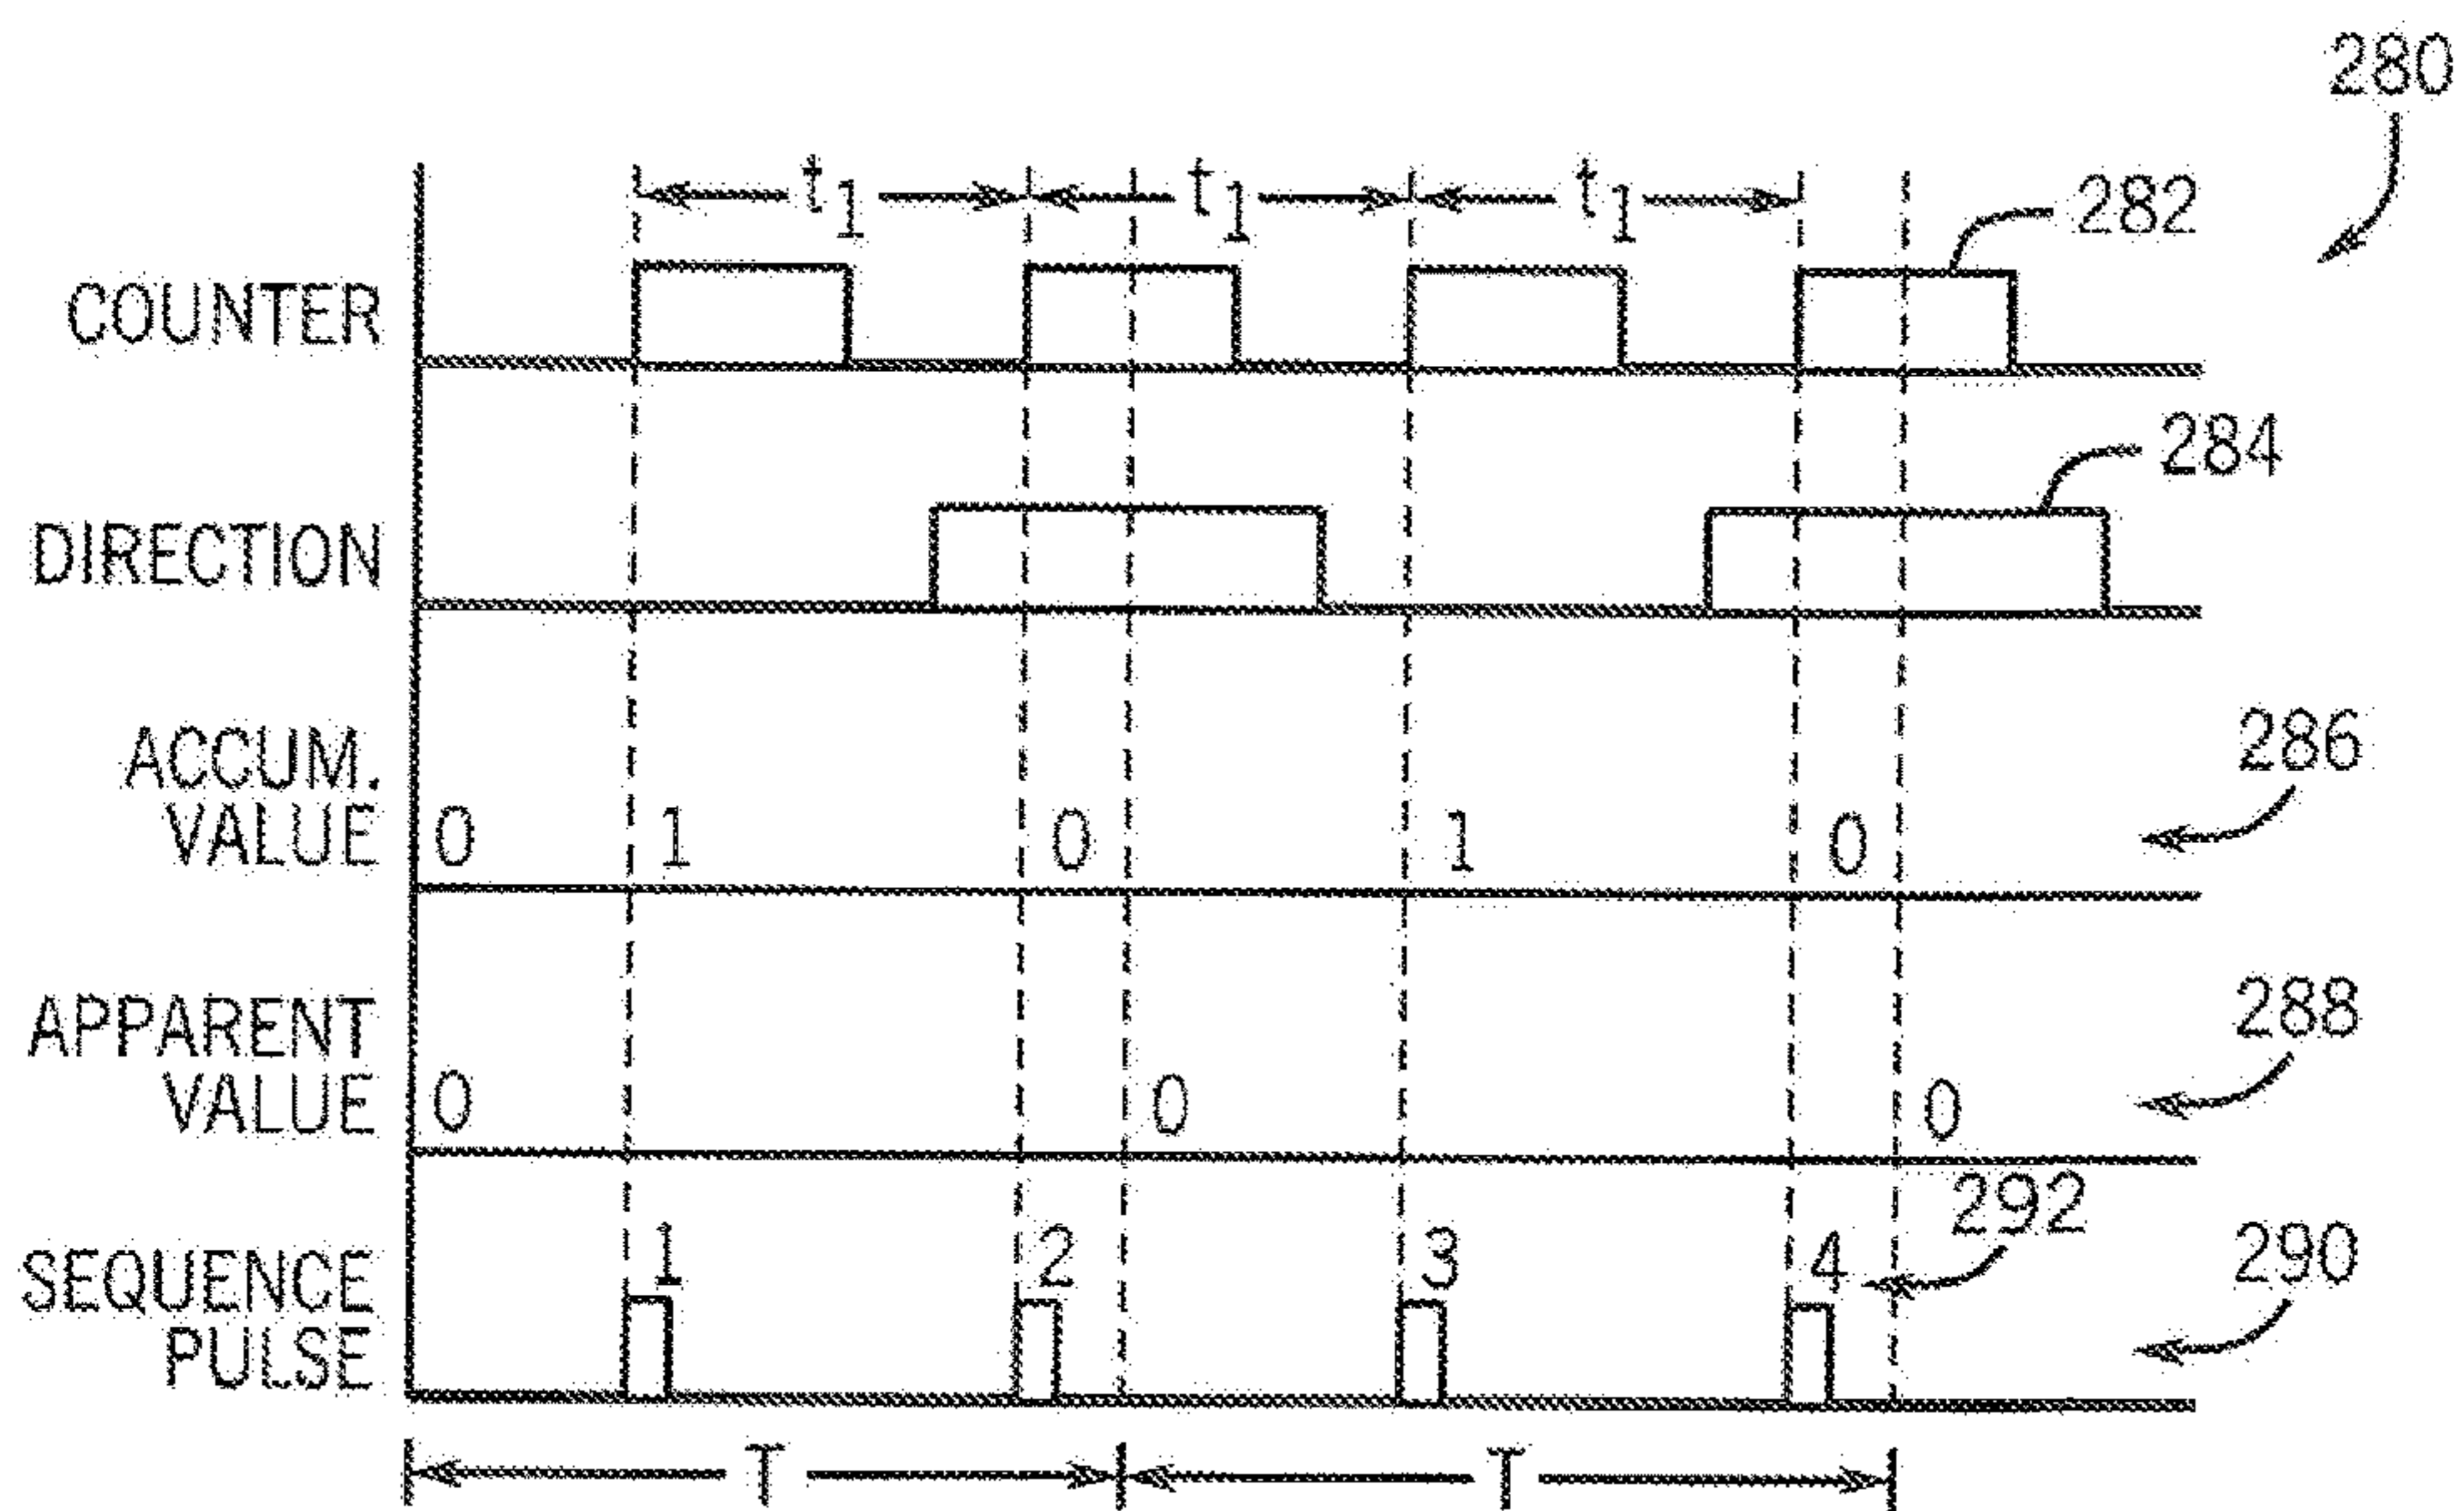 280
t1 t1 t1
282
COUNTER
284
DIRECTION
286
ACCUM.
VALUE 0 1 0 1 0
288
APPARENT
VALUE 0 0 0
292
290
SEQUENCE 1 2 3 4
PULSE
T T